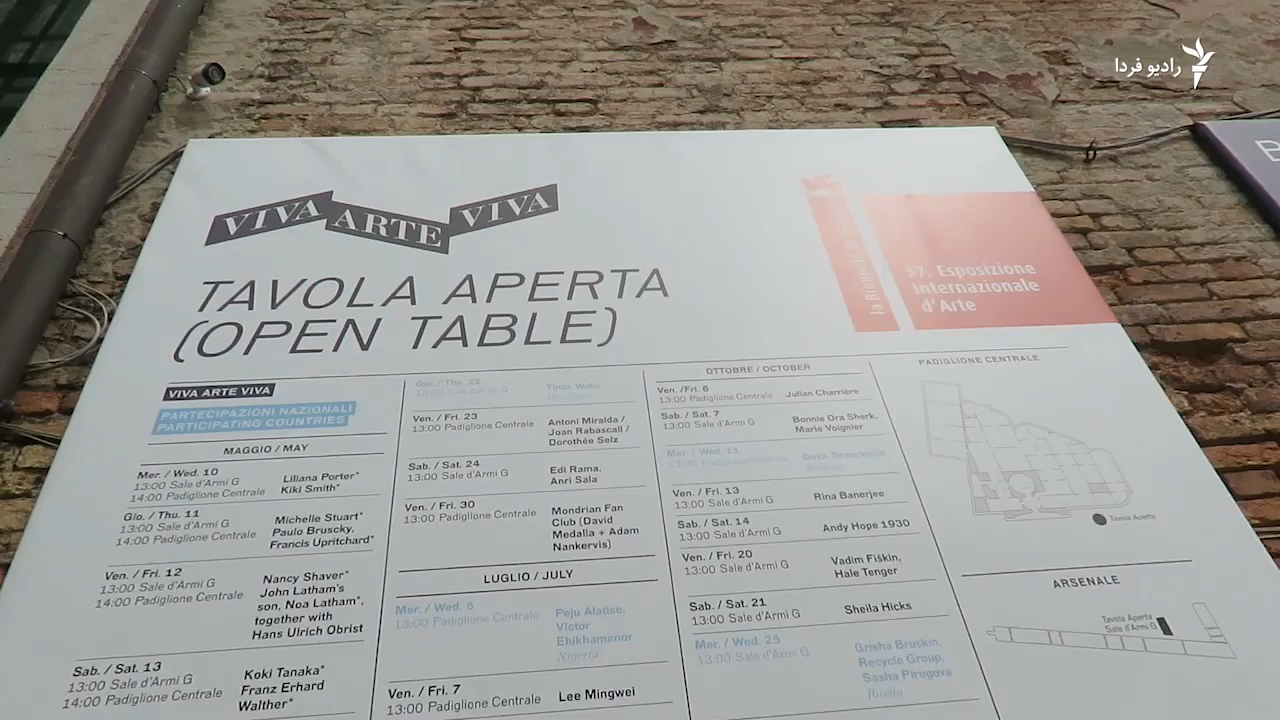 رادیو فردا
B
VIVA ARTE VIVA
TAVOLA APERTA
(OPEN TABLE)
la Biennale di
57. Esposizione
Internazionale
d'Arte
VIVA ARTE VIVA
PARTECIPAZIONI NAZIONALI
PARTICIPATING COUNTRIES
MAGGIO / MAY
Mer. / Wed. 10
13:00 Sale d'Armi G
14:00 Padiglione Centrale
Liliana Porter*
Kiki Smith*
Gio. / Thu. 11
13:00 Sale d'Armi G
14:00 Padiglione Centrale
Michelle Stuart*
Paulo Bruscky,
Francis Upritchard*
Ven. / Fri. 12
13:00 Sale d'Armi G
14:00 Padiglione Centrale
Nancy Shaver*
John Latham's
son, Noa Latham*,
together with
Hans Ulrich Obrist
Sab. / Sat. 13
13:00 Sale d'Armi G
14:00 Padiglione Centrale
Koki Tanaka*
Franz Erhard
Walther*
Gio. / Thu. 22
13:00 Sale d'Armi G
Tintin Wulia
Ven. / Fri. 23
13:00 Padiglione Centrale
Antoni Miralda /
Joan Rabascall /
Dorothée Selz
Sab. / Sat. 24
13:00 Sale d'Armi G
Edi Rama,
Anri Sala
Ven. / Fri. 30
13:00 Padiglione Centrale
Mondrian Fan
Club (David
Medalla + Adam
Nankervis)
LUGLIO / JULY
Mer. / Wed. 5
13:00 Padiglione Centrale
Peju Alatise,
Victor
Ehikhamenor
Nigeria
Ven. / Fri. 7
13:00 Padiglione Centrale
Lee Mingwei
OTTOBRE / OCTOBER
Ven. /Fri. 6
13:00 Padiglione Centrale
Julian Charrière
Sab. / Sat. 7
13:00 Sale d'Armi G
Bonnie Ora Sherk,
Marie Voignier
Mer. / Wed. 11
13:00 Padiglione Centrale
Ven. / Fri. 13
13:00 Sale d'Armi G
Rina Banerjee
Sab. / Sat. 14
13:00 Sale d'Armi G
Andy Hope 1930
Ven. / Fri. 20
13:00 Sale d'Armi G
Vadim Fiškin,
Hale Tenger
Sab. / Sat. 21
13:00 Sale d'Armi G
Sheila Hicks
Mer. / Wed. 25
13:00 Sale d'Armi G
Grisha Bruskin,
Recycle Group,
Sasha Pirogova
Russia
PADIGLIONE CENTRALE
Tavola Aperta
ARSENALE
Tavola Aperta
Sale d'Armi G